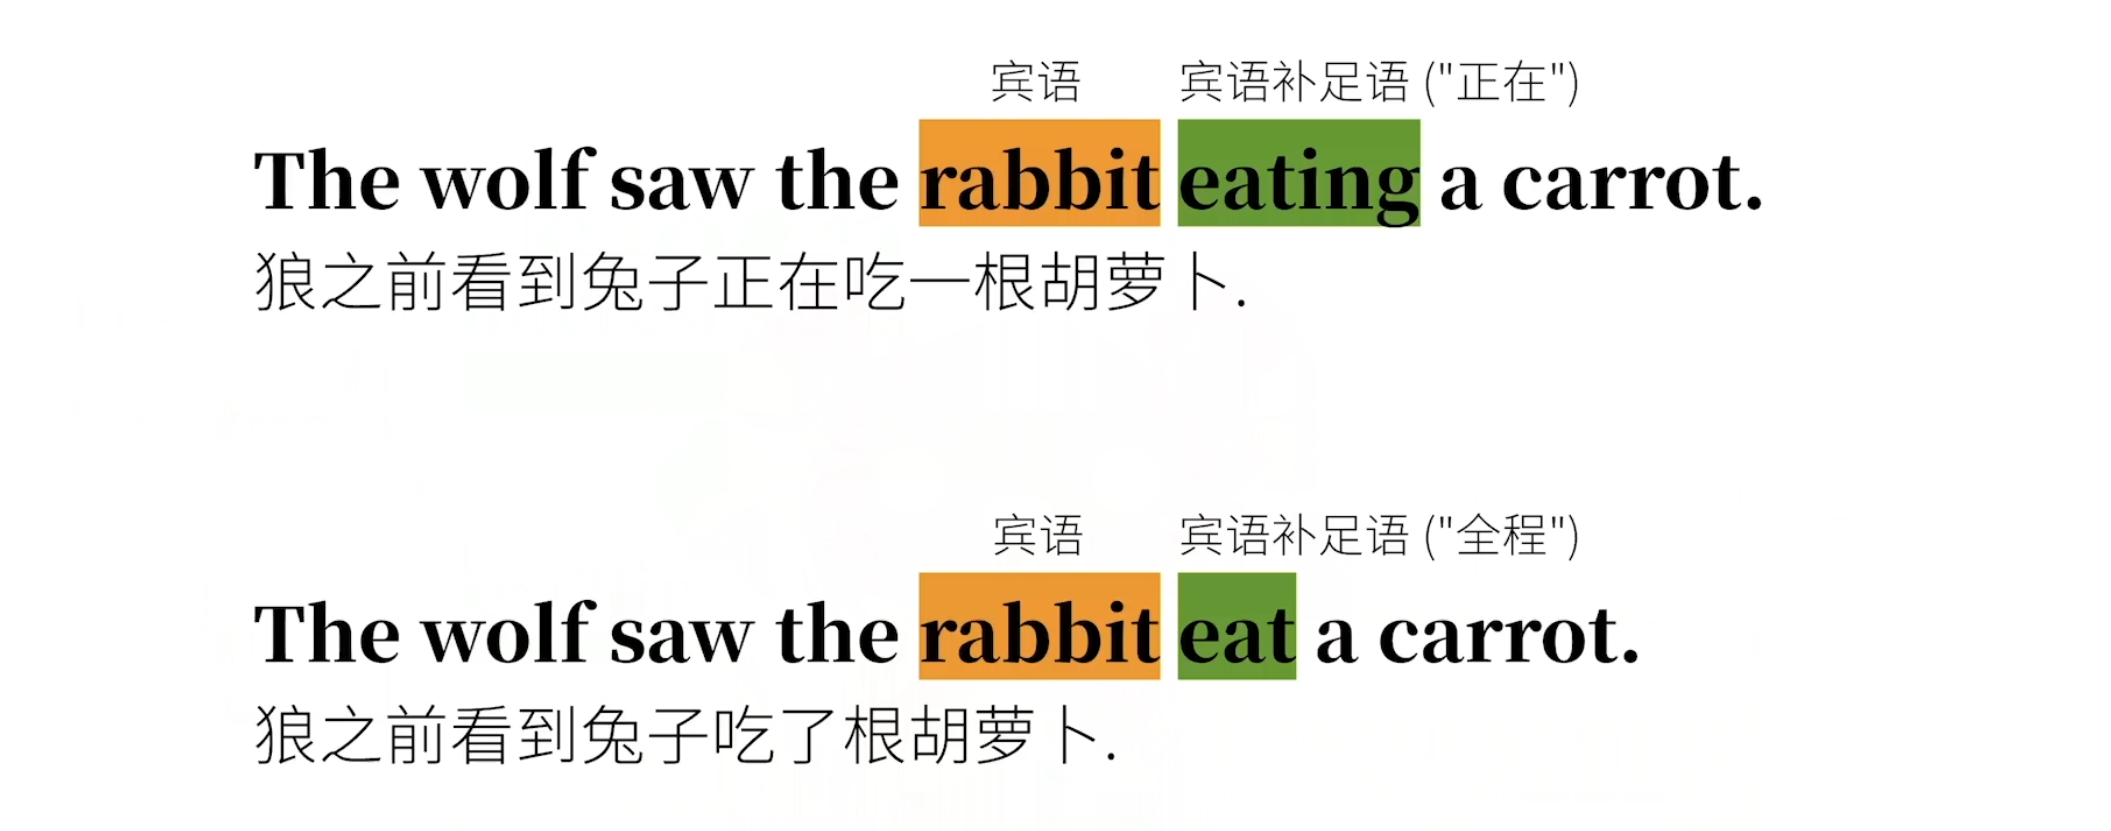 宾语 宾语补足语 ("正在")
The wolf saw the rabbit eating a carrot.
狼之前看到兔子正在吃一根胡萝卜.
宾语 宾语补足语 ("全程")
The wolf saw the rabbit eat a carrot.
狼之前看到兔子吃了根胡萝卜.